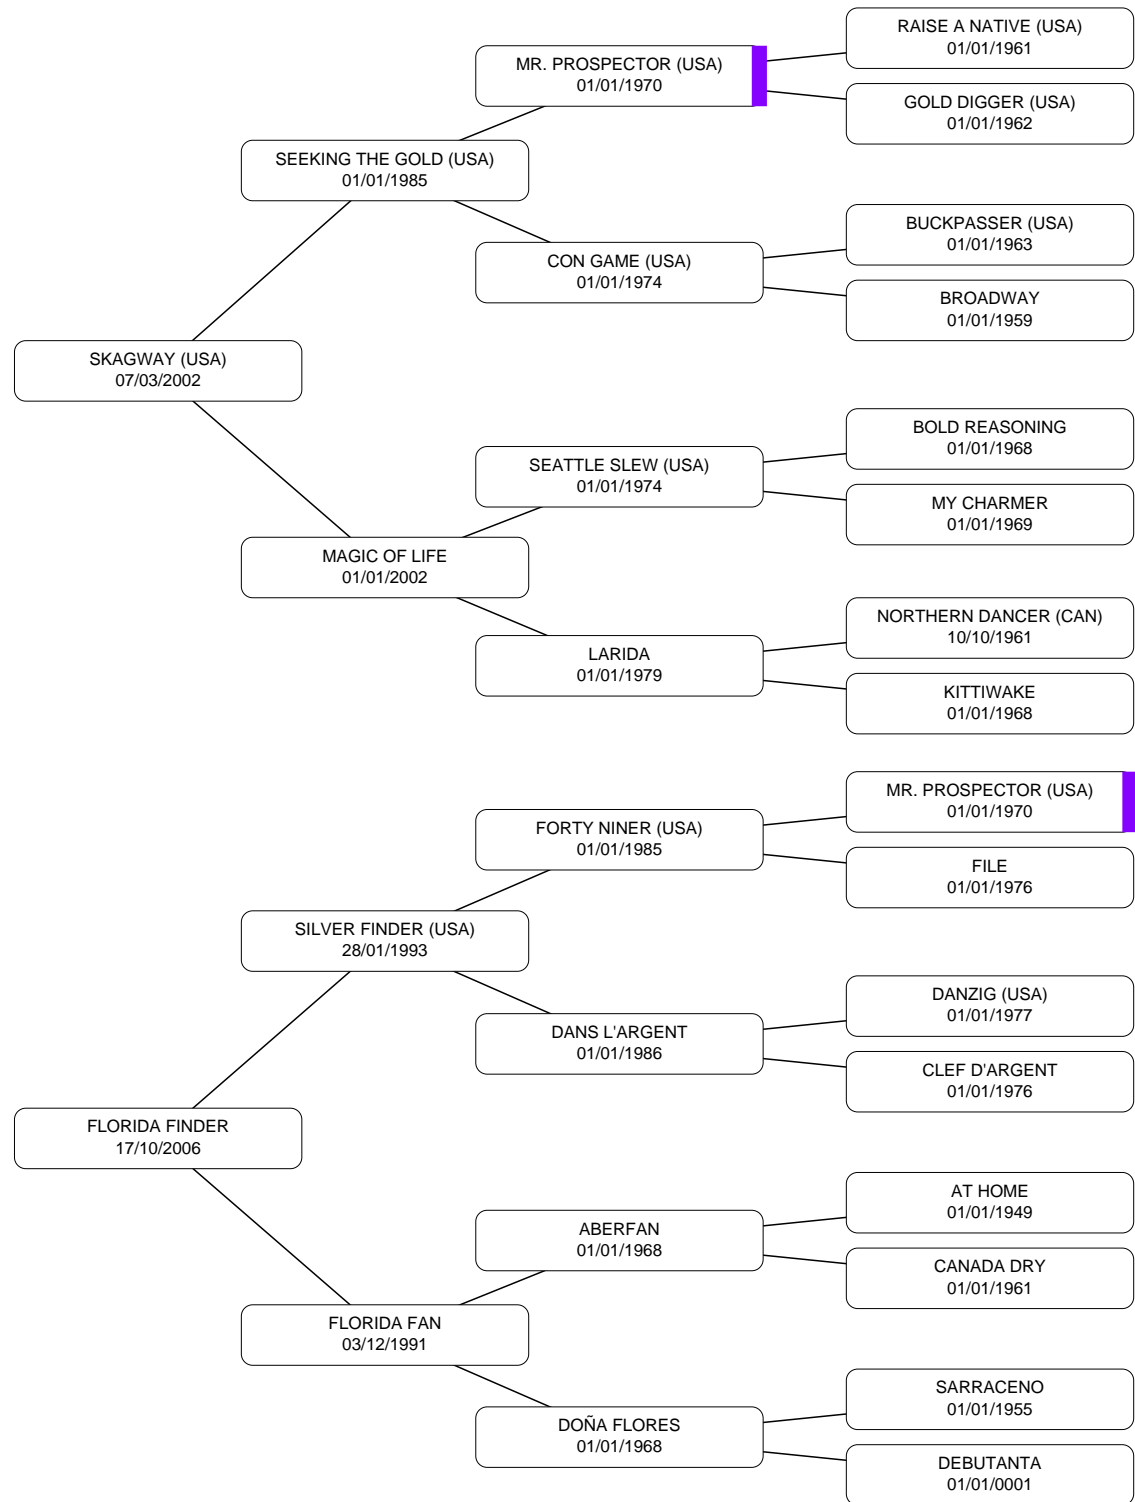 RAISE A NATIVE (USA)
01/01/1961
MR. PROSPECTOR (USA)
01/01/1970
GOLD DIGGER (USA)
01/01/1962
SEEKING THE GOLD (USA)
01/01/1985
BUCKPASSER (USA)
01/01/1963
CON GAME (USA)
01/01/1974
BROADWAY
01/01/1959
SKAGWAY (USA)
07/03/2002
BOLD REASONING
01/01/1968
SEATTLE SLEW (USA)
01/01/1974
MY CHARMER
01/01/1969
MAGIC OF LIFE
01/01/2002
NORTHERN DANCER (CAN)
10/10/1961
LARIDA
01/01/1979
KITTIWAKE
01/01/1968
MR. PROSPECTOR (USA)
01/01/1970
FORTY NINER (USA)
01/01/1985
FILE
01/01/1976
SILVER FINDER (USA)
28/01/1993
DANZIG (USA)
01/01/1977
DANS L'ARGENT
01/01/1986
CLEF D'ARGENT
01/01/1976
FLORIDA FINDER
17/10/2006
AT HOME
01/01/1949
ABERFAN
01/01/1968
CANADA DRY
01/01/1961
FLORIDA FAN
03/12/1991
SARRACENO
01/01/1955
DOÑA FLORES
01/01/1968
DEBUTANTA
01/01/0001